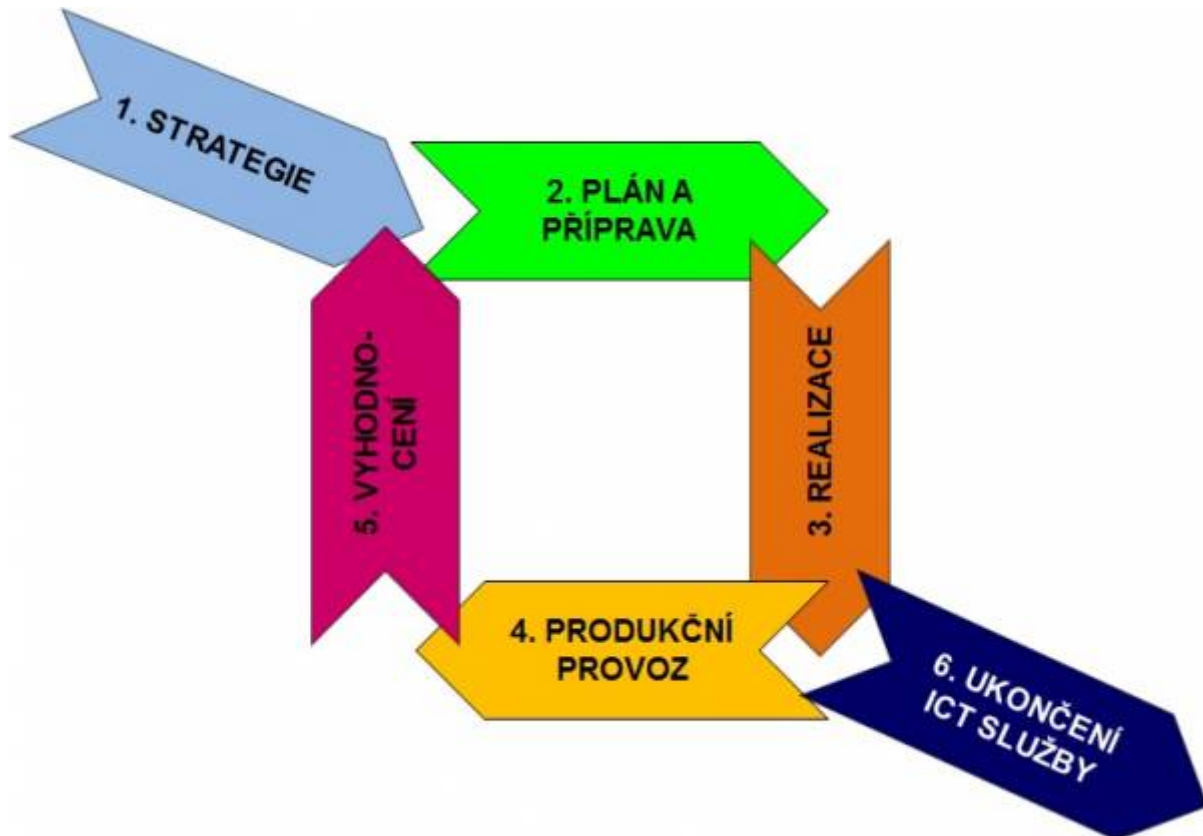 1. STRATEGIE
2. PLÁN A
PŘÍPRAVA
3. REALIZACE
4. PRODUKČNÍ
PROVOZ
5. VYHODNO-
CENÍ
6. UKONČENÍ
ICT SLUŽBY